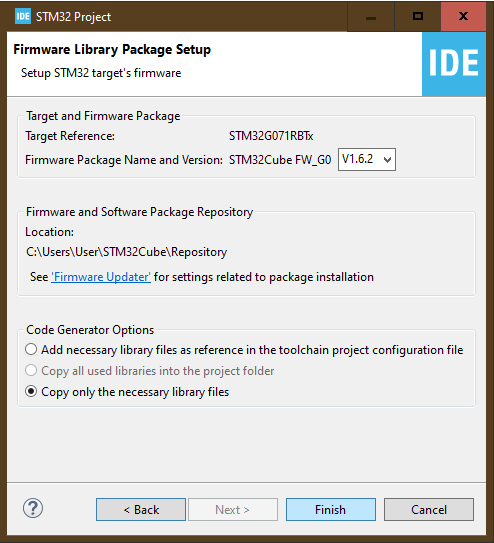 IDE STM32 Project
Firmware Library Package Setup
Setup STM32 target's firmware
IDE
Target and Firmware Package
Target Reference: STM32G071RBTx
Firmware Package Name and Version: STM32Cube FW_G0 V1.6.2
Firmware and Software Package Repository
Location:
C:\Users\User\STM32Cube\Repository
See 'Firmware Updater' for settings related to package installation
Code Generator Options
Add necessary library files as reference in the toolchain project configuration file
Copy all used libraries into the project folder
Copy only the necessary library files
? < Back Next > Finish Cancel